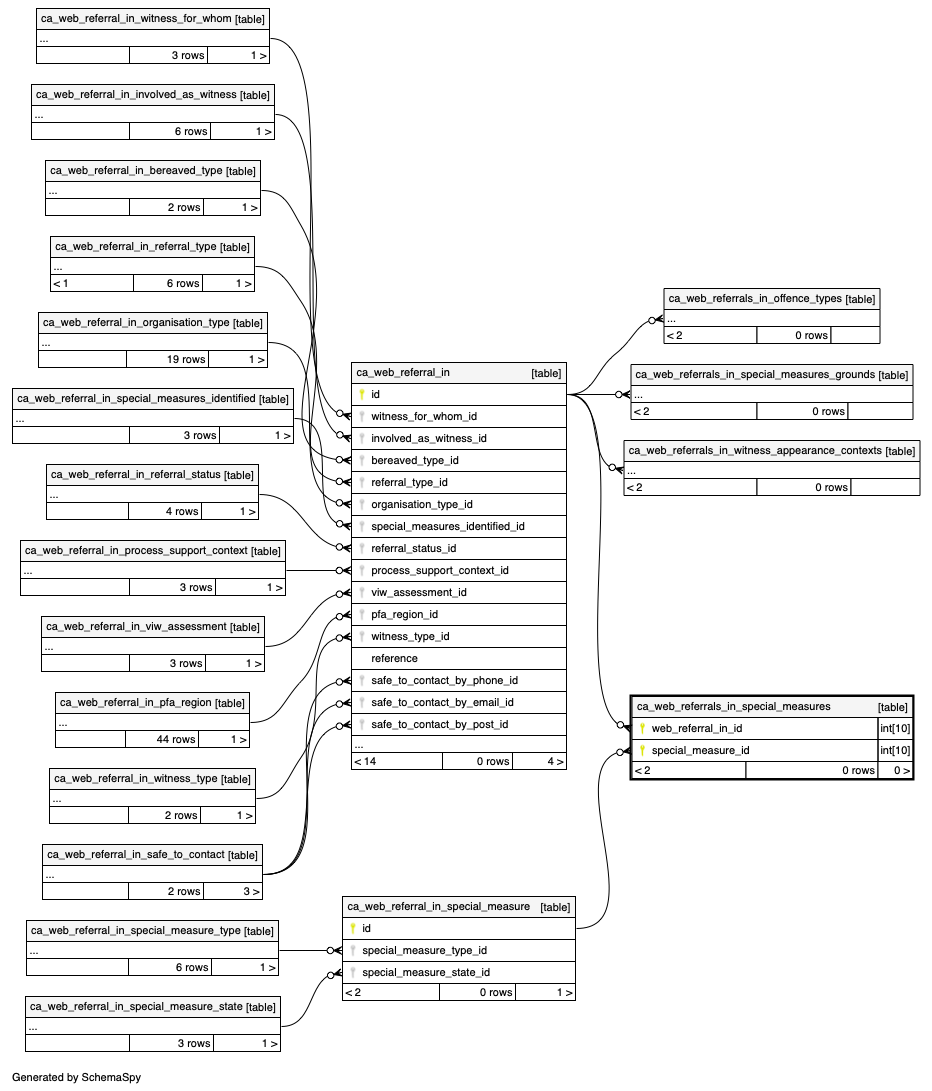 ca_web_referral_in_witness_for_whom [table]
...
3 rows 1 >
ca_web_referral_in_involved_as_witness [table]
...
6 rows 1 >
ca_web_referral_in_bereaved_type [table]
...
2 rows 1 >
ca_web_referral_in_referral_type [table]
...
< 1 6 rows 1 >
ca_web_referral_in_organisation_type [table]
...
19 rows 1 >
ca_web_referral_in_special_measures_identified [table]
...
3 rows 1 >
ca_web_referral_in_referral_status [table]
...
4 rows 1 >
ca_web_referral_in_process_support_context [table]
...
3 rows 1 >
ca_web_referral_in_viw_assessment [table]
...
3 rows 1 >
ca_web_referral_in_pfa_region [table]
...
44 rows 1 >
ca_web_referral_in_witness_type [table]
...
2 rows 1 >
ca_web_referral_in_safe_to_contact [table]
...
2 rows 3 >
ca_web_referral_in_special_measure_type [table]
...
6 rows 1 >
ca_web_referral_in_special_measure_state [table]
...
3 rows 1 >
ca_web_referral_in [table]
id
witness_for_whom_id
involved_as_witness_id
bereaved_type_id
referral_type_id
organisation_type_id
special_measures_identified_id
referral_status_id
process_support_context_id
viw_assessment_id
pfa_region_id
witness_type_id
reference
safe_to_contact_by_phone_id
safe_to_contact_by_email_id
safe_to_contact_by_post_id
...
< 14 0 rows 4 >
ca_web_referral_in_special_measure [table]
id
special_measure_type_id
special_measure_state_id
< 2 0 rows 1 >
ca_web_referrals_in_offence_types [table]
...
< 2 0 rows
ca_web_referrals_in_special_measures_grounds [table]
...
< 2 0 rows
ca_web_referrals_in_witness_appearance_contexts [table]
...
< 2 0 rows
ca_web_referrals_in_special_measures [table]
web_referral_in_id int[10]
special_measure_id int[10]
< 2 0 rows 0 >
Generated by SchemaSpy